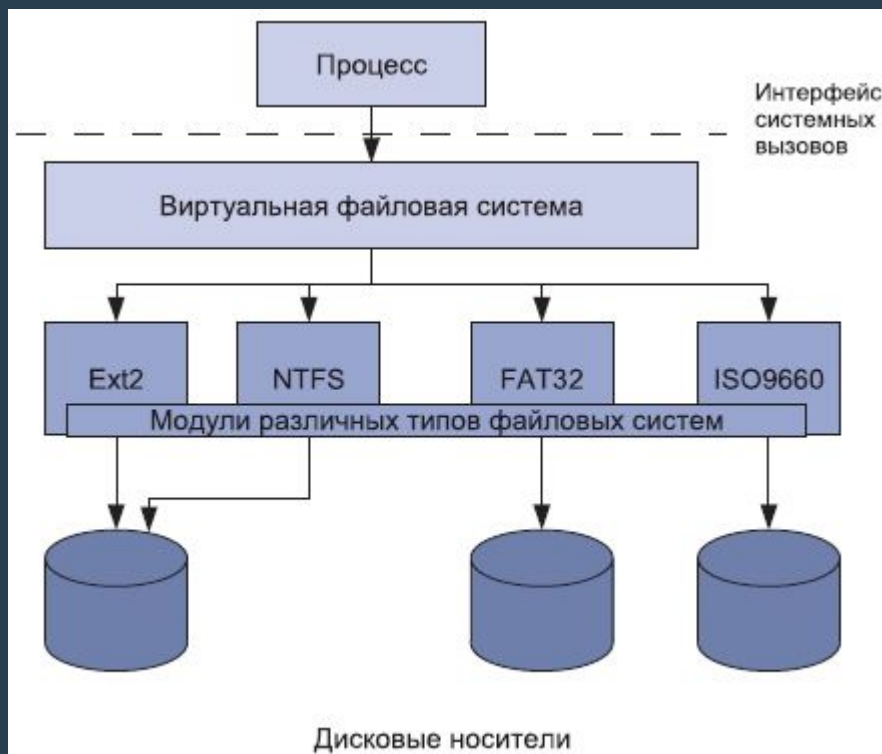 Процесс
Интерфейс
системных
вызовов
Виртуальная файловая система
Ext2
NTFS
FAT32
ISO9660
Модули различных типов файловых систем
Дисковые носители